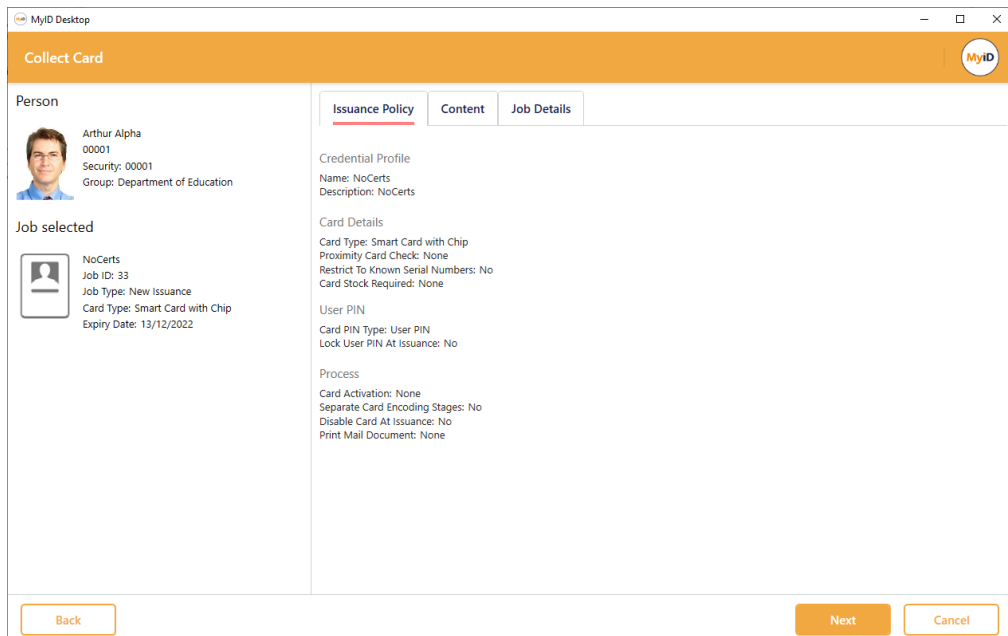 MyID Desktop
Collect Card
MyiD
Person
Arthur Alpha
00001
Security: 00001
Group: Department of Education
Job selected
NoCerts
Job ID: 33
Job Type: New Issuance
Card Type: Smart Card with Chip
Expiry Date: 13/12/2022
Issuance Policy
Content
Job Details
Credential Profile
Name: NoCerts
Description: NoCerts
Card Details
Card Type: Smart Card with Chip
Proximity Card Check: None
Restrict To Known Serial Numbers: No
Card Stock Required: None
User PIN
Card PIN Type: User PIN
Lock User PIN At Issuance: No
Process
Card Activation: None
Separate Card Encoding Stages: No
Disable Card At Issuance: No
Print Mail Document: None
Back
Next
Cancel